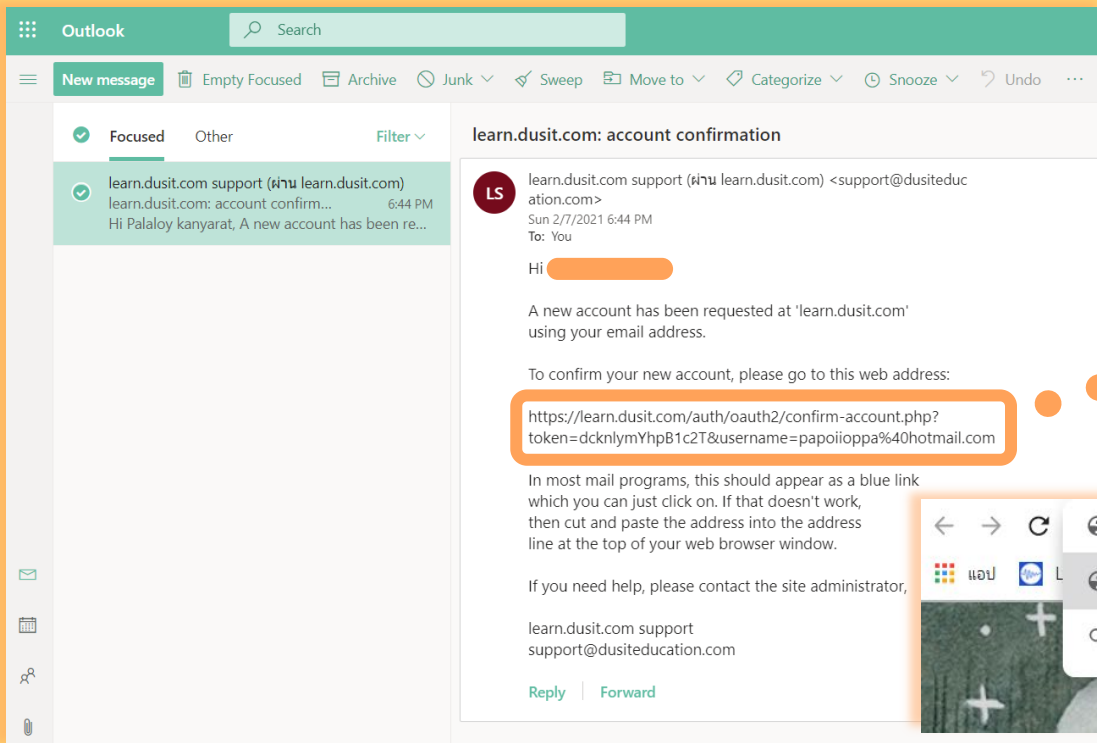 Outlook
Search
New message
Empty Focused
Archive
Junk
Sweep
Move to
Categorize
Snooze
Undo
Focused
Other
Filter
learn.dusit.com support (ผ่าน learn.dusit.com)
learn.dusit.com: account confirm... 6:44 PM
Hi Palaloy kanyarat, A new account has been re...
learn.dusit.com: account confirmation
LS
learn.dusit.com support (ผ่าน learn.dusit.com) <support@dusiteduc
ation.com>
Sun 2/7/2021 6:44 PM
To: You
Hi
A new account has been requested at 'learn.dusit.com'
using your email address.
To confirm your new account, please go to this web address:
https://learn.dusit.com/auth/oauth2/confirm-account.php?
token=dcknlymYhpB1c2T&username=papoiioppa%40hotmail.com
In most mail programs, this should appear as a blue link
which you can just click on. If that doesn't work,
then cut and paste the address into the address
line at the top of your web browser window.
If you need help, please contact the site administrator,
learn.dusit.com support
support@dusiteducation.com
Reply
Forward
แอป
L